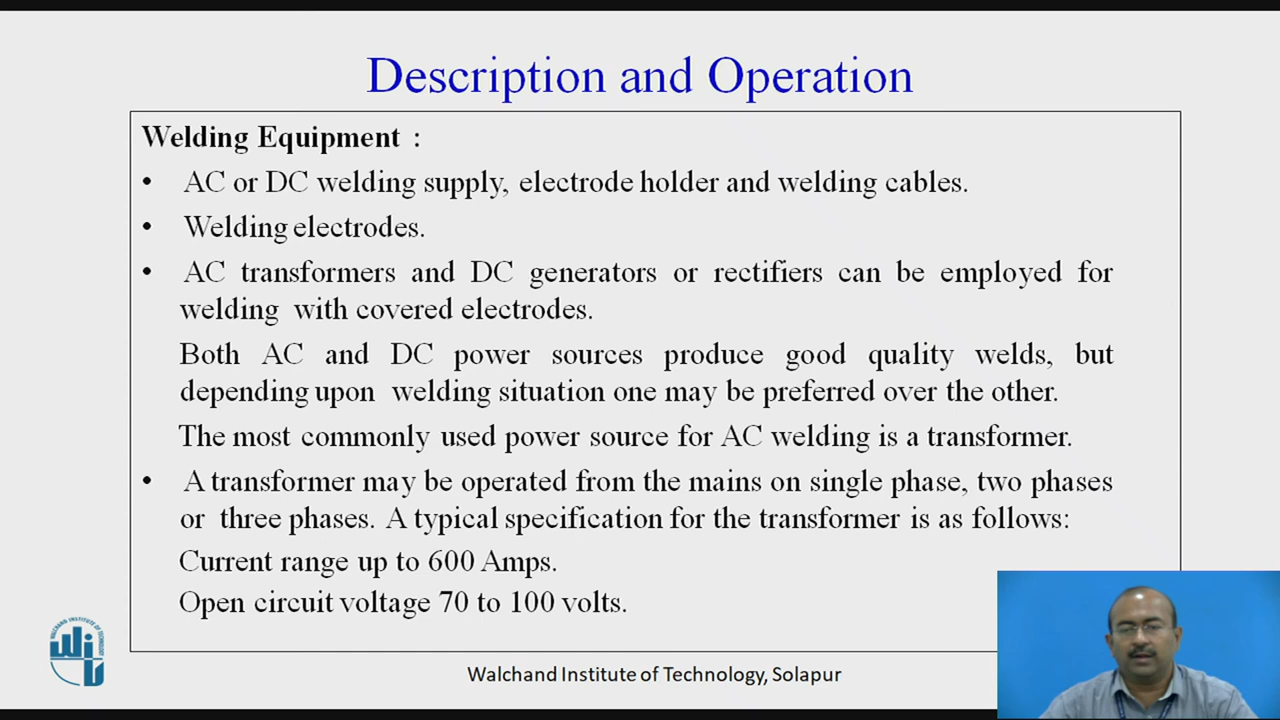 Description and Operation
Welding Equipment :
• AC or DC welding supply, electrode holder and welding cables.
• Welding electrodes.
• AC transformers and DC generators or rectifiers can be employed for
welding with covered electrodes.
Both AC and DC power sources produce good quality welds, but
depending upon welding situation one may be preferred over the other.
The most commonly used power source for AC welding is a transformer.
• A transformer may be operated from the mains on single phase, two phases
or three phases. A typical specification for the transformer is as follows:
Current range up to 600 Amps.
Open circuit voltage 70 to 100 volts.
WALCHAND INSTITUTE OF TECHNOLOGY
WIT
Walchand Institute of Technology, Solapur